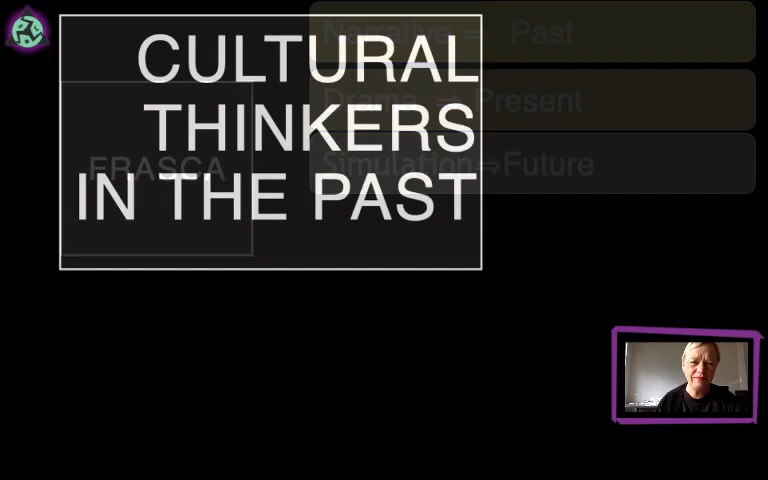 CULTURAL
THINKERS
IN THE PAST
FRASCA
Narrative ⇒ Past
Drama ⇒ Present
Simulation⇒Future